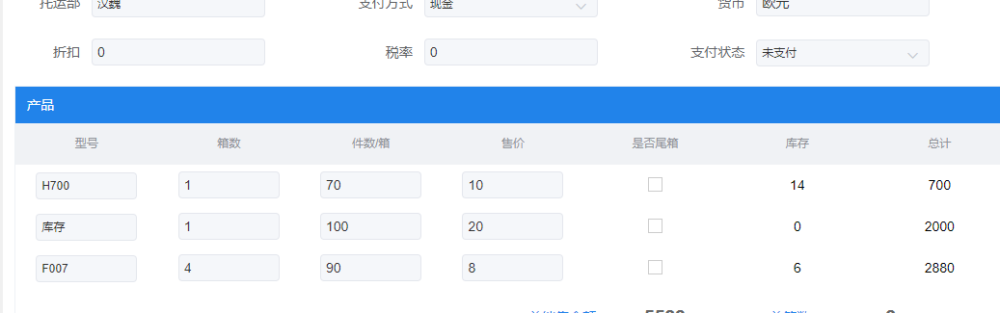 托运部 汉巍 支付方式 现金 货币 欧元
折扣 0 税率 0 支付状态 未支付
产品
型号 箱数 件数/箱 售价 是否尾箱 库存 总计
H700 1 70 10 14 700
库存 1 100 20 0 2000
F007 4 90 8 6 2880